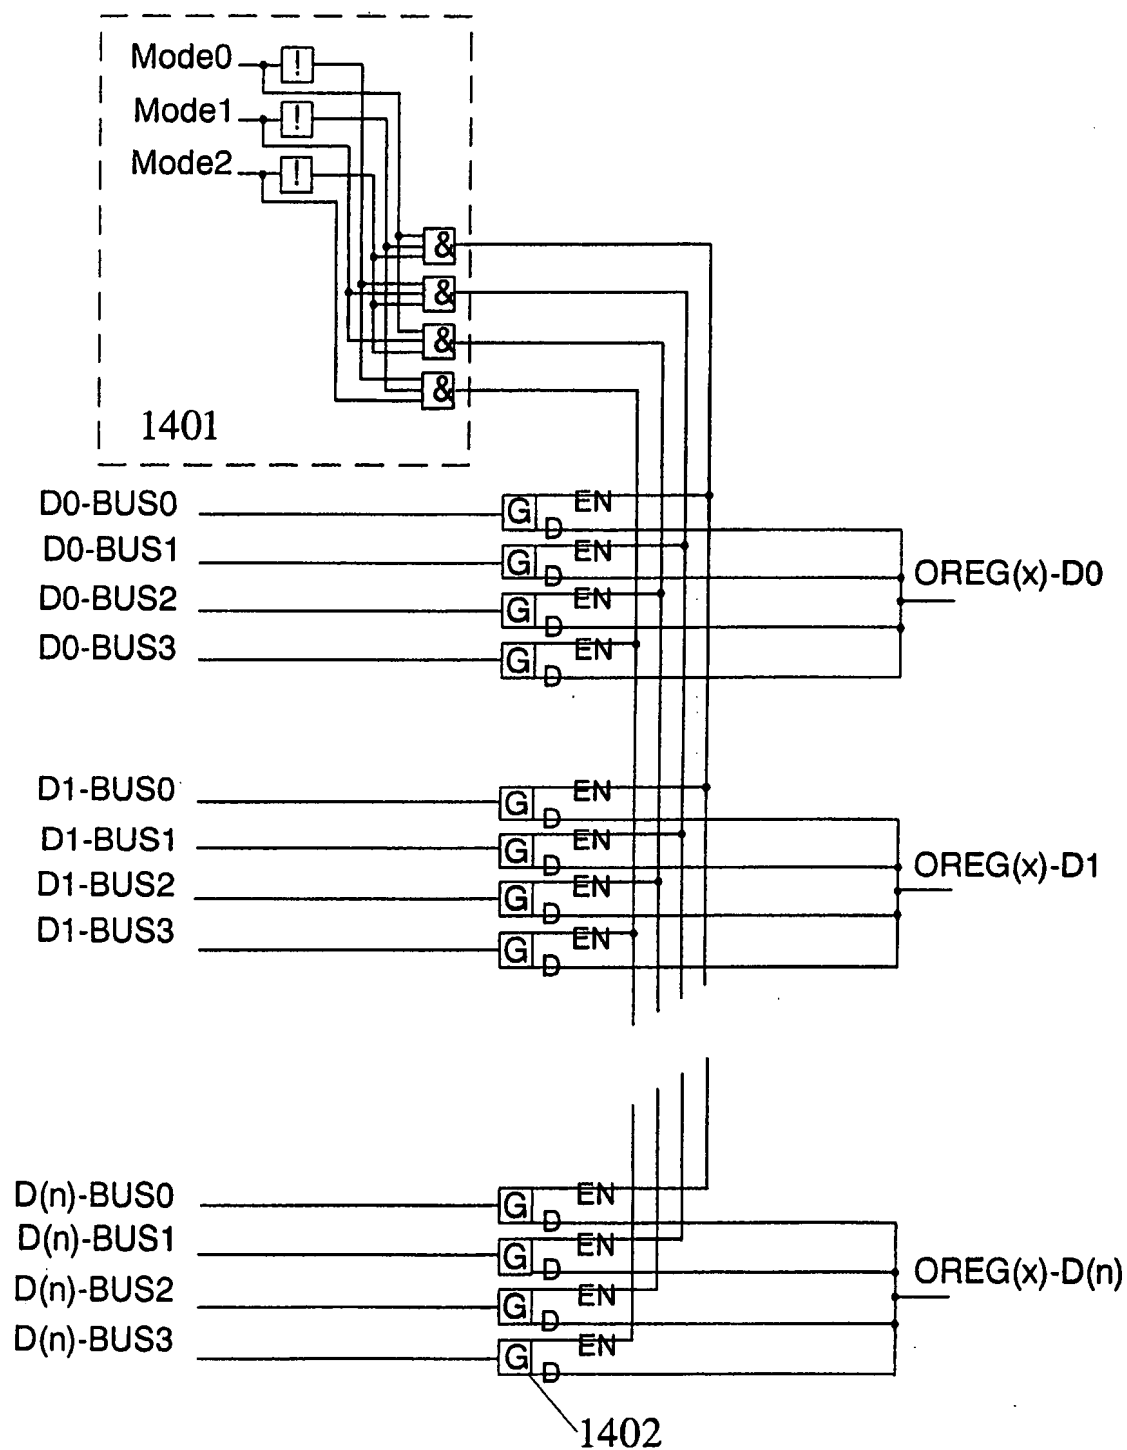 Mode0 !
Mode1 !
Mode2 !
&
&
&
&
1401
D0-BUS0 G EN
D
D0-BUS1 G EN
D
OREG(x)-D0
D0-BUS2 G EN
D
D0-BUS3 G EN
D
D1-BUS0 G EN
D
D1-BUS1 G EN
D
OREG(x)-D1
D1-BUS2 G EN
D
D1-BUS3 G EN
D
D(n)-BUS0 G EN
D
D(n)-BUS1 G EN
D
OREG(x)-D(n)
D(n)-BUS2 G EN
D
D(n)-BUS3 G EN
D
1402